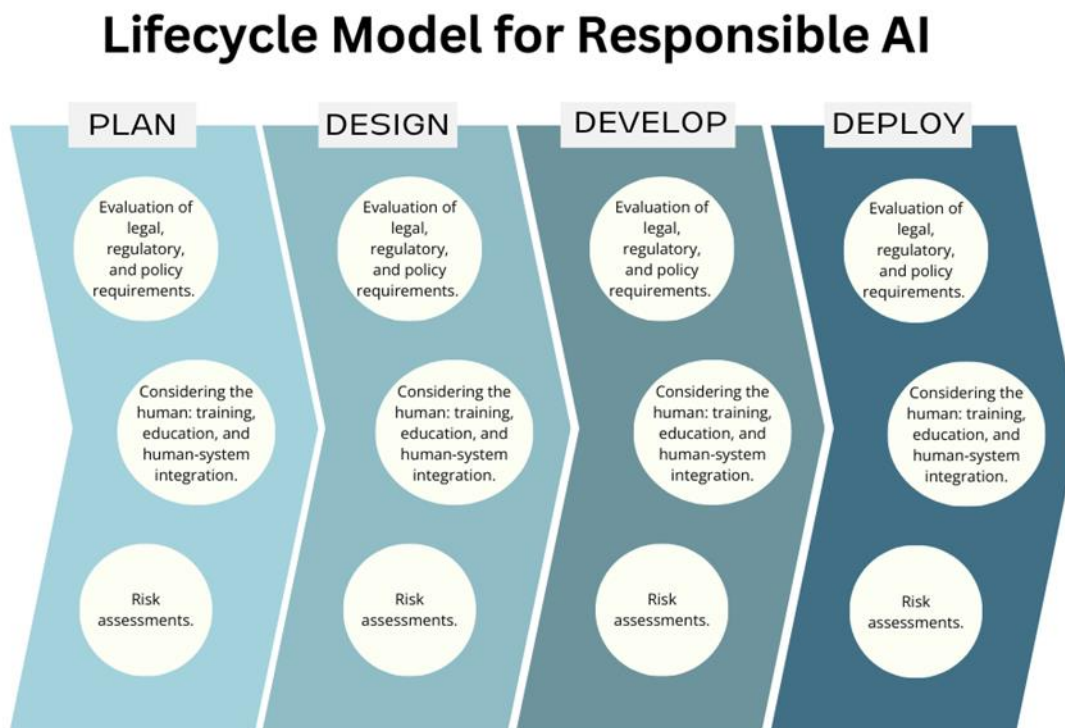 Lifecycle Model for Responsible AI
PLAN
Evaluation of
legal,
regulatory,
and policy
requirements.
Considering the
human: training,
education, and
human-system
integration.
Risk
assessments.
DESIGN
Evaluation of
legal,
regulatory,
and policy
requirements.
Considering the
human: training,
education, and
human-system
integration.
Risk
assessments.
DEVELOP
Evaluation of
legal,
regulatory,
and policy
requirements.
Considering the
human: training,
education, and
human-system
integration.
Risk
assessments.
DEPLOY
Evaluation of
legal,
regulatory,
and policy
requirements.
Considering the
human: training,
education, and
human-system
integration.
Risk
assessments.